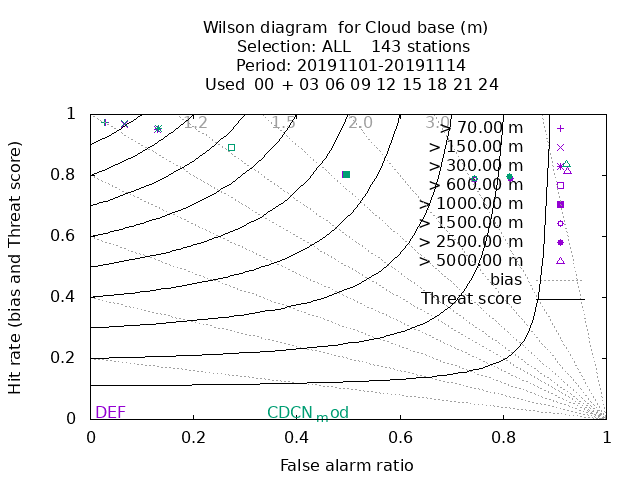 Wilson diagram  for Cloud base (m)
Selection: ALL    143 stations
Period: 20191101-20191114
Used  00  + 03 06 09 12 15 18 21 24
1.2 1.5 2.0 3.0
> 70.00 m
> 150.00 m
> 300.00 m
> 600.00 m
> 1000.00 m
> 1500.00 m
> 2500.00 m
> 5000.00 m
bias
Threat score
1
0.8
0.6
0.4
0.2
0
Hit rate (bias and Threat score)
DEF CDCN_mod
0 0.2 0.4 0.6 0.8 1
False alarm ratio